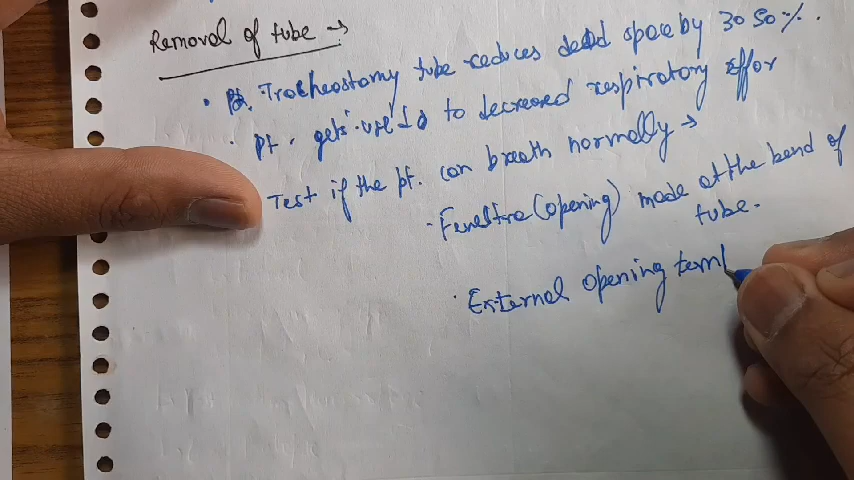 Removal of tube →
• Pt. Tracheostomy tube reduces dead space by 30 50%.
• Pt. gets used to decreased respiratory effor
Test if the pt. can breath normally →
- Fenestra (opening) made at the bend of
tube.
• External opening